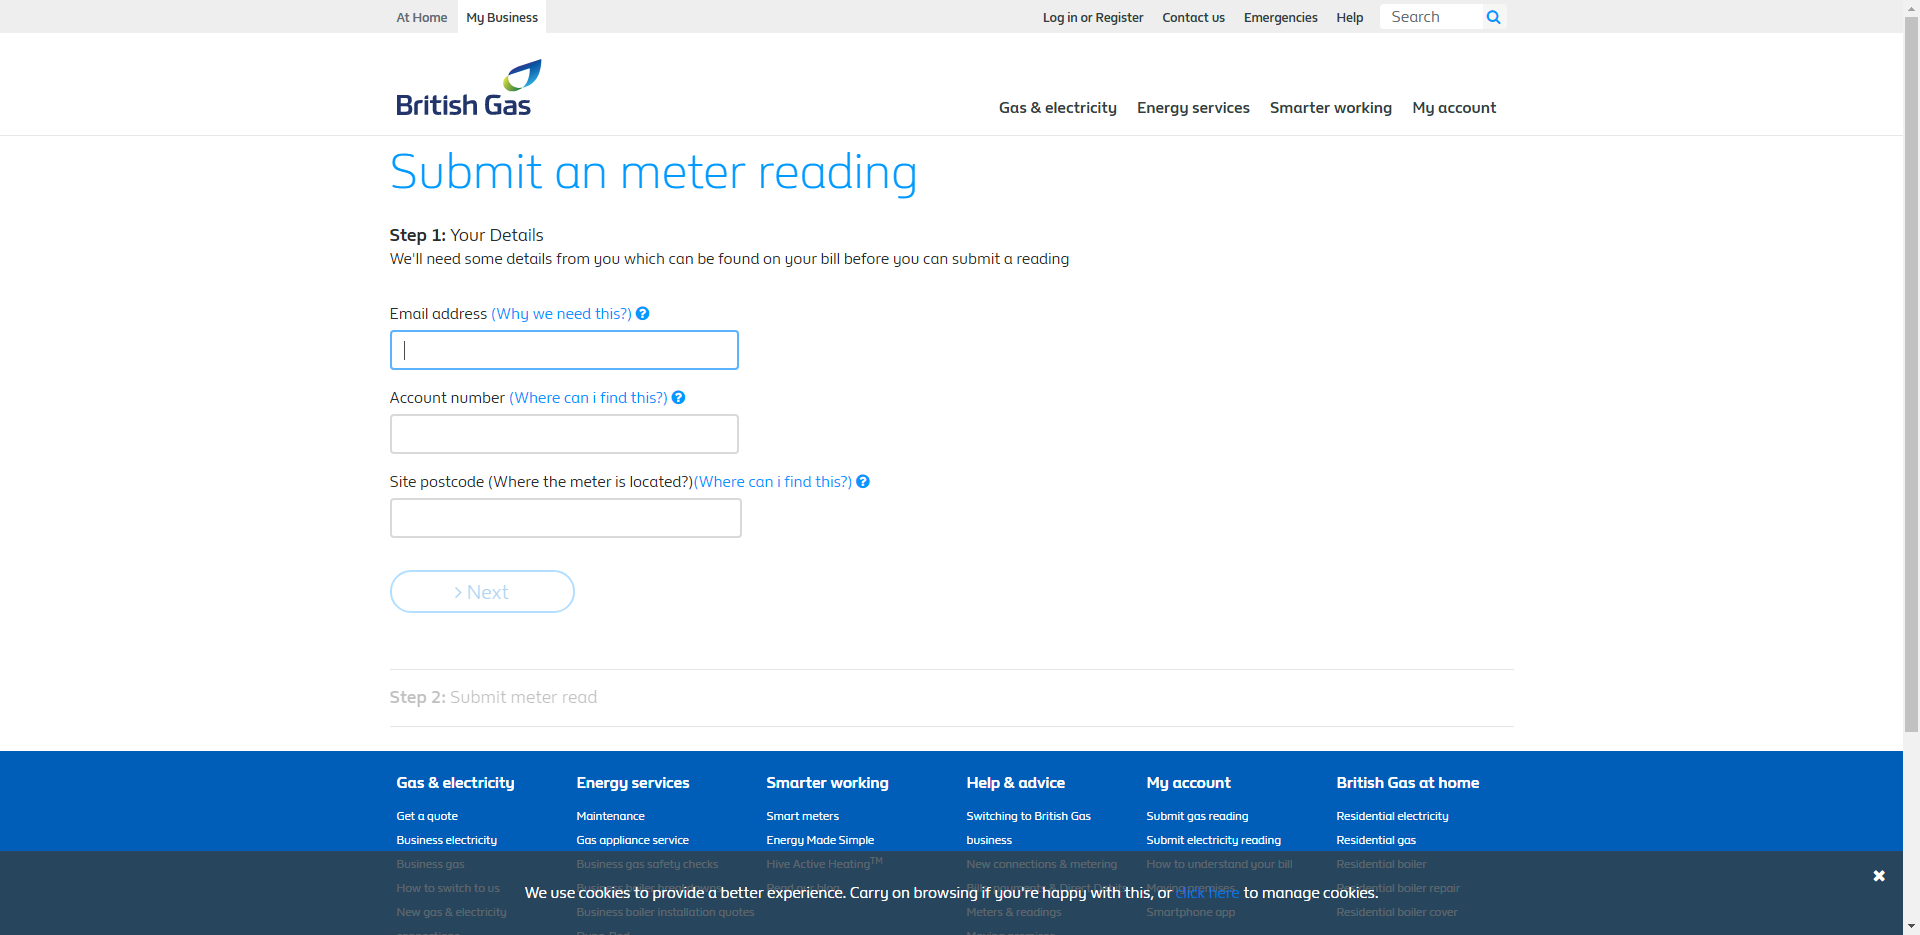 At Home My Business Log in or Register Contact us Emergencies Help Search
British Gas
Gas & electricity Energy services Smarter working My account
Submit an meter reading
Step 1: Your Details
We'll need some details from you which can be found on your bill before you can submit a reading
Email address (Why we need this?)
Account number (Where can i find this?)
Site postcode (Where the meter is located?)(Where can i find this?)
> Next
Step 2: Submit meter read
Gas & electricity Energy services Smarter working Help & advice My account British Gas at home
Get a quote Maintenance Smart meters Switching to British Gas Submit gas reading Residential electricity
Business electricity Gas appliance service Energy Made Simple business Submit electricity reading Residential gas
Business gas Business gas safety checks Hive Active Heating™ New connections & metering How to understand your bill Residential boiler
How to switch to us Residential boiler repair
We use cookies to provide a better experience. Carry on browsing if you're happy with this, or click here to manage cookies.
New gas & electricity Business boiler installation quotes Meters & readings Smartphone app Residential boiler cover